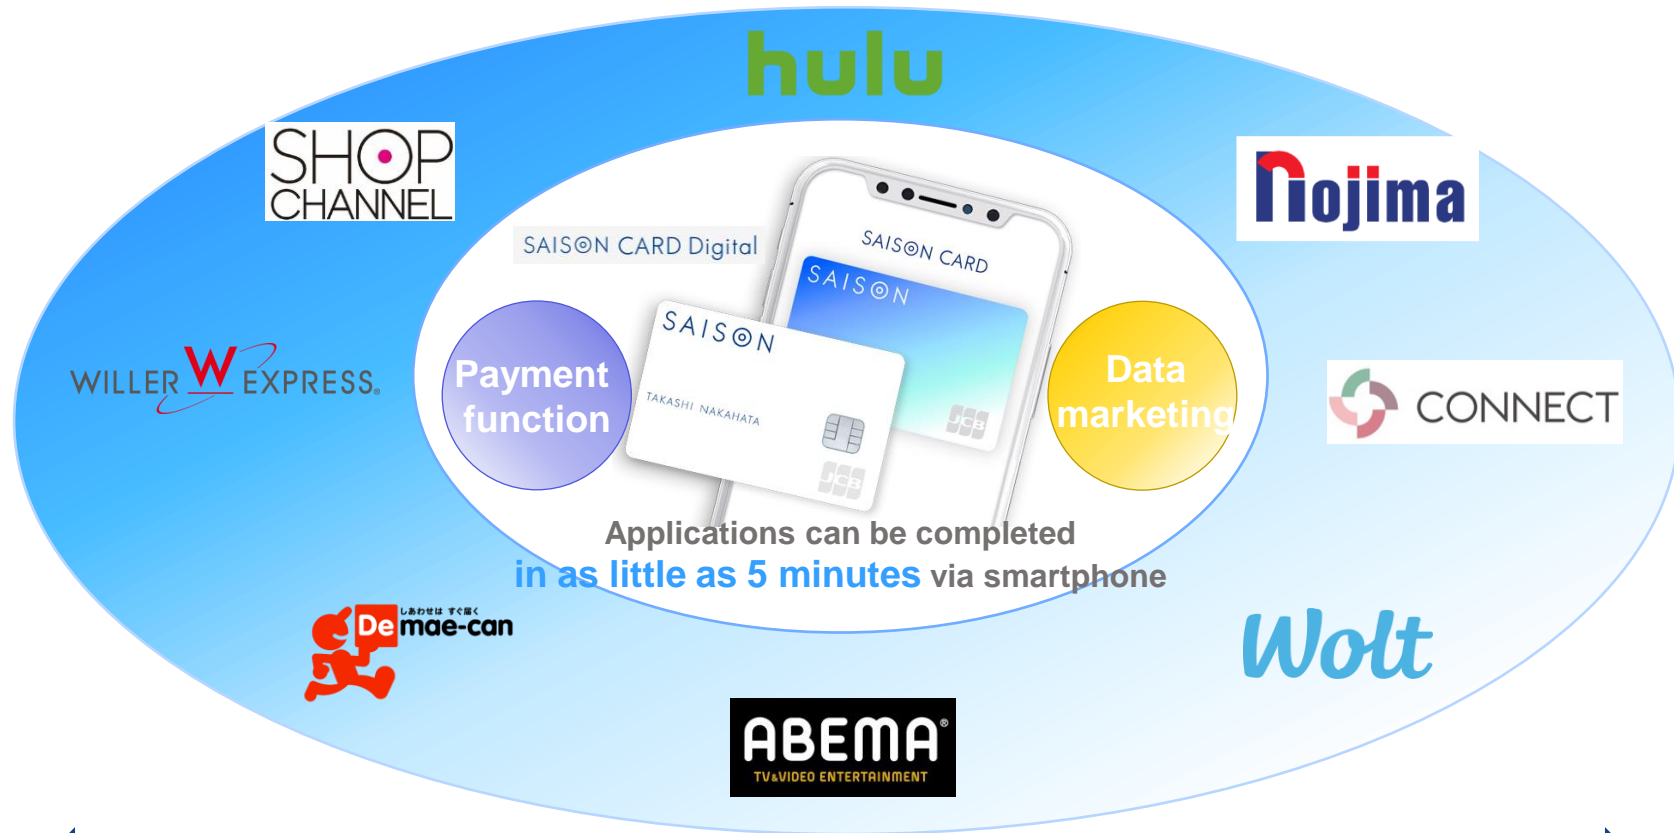 hulu
SHOP
CHANNEL
nojima
SAISON CARD Digital
SAISON CARD
SAISON
SAISON
TAKASHI NAKAHATA
JCB
JCB
Payment
function
Data
marketing
WILLER EXPRESS
W
CONNECT
Applications can be completed
in as little as 5 minutes via smartphone
しあわせは すぐ届く
Demae-can
Wolt
ABEMA®
TV&VIDEO ENTERTAINMENT